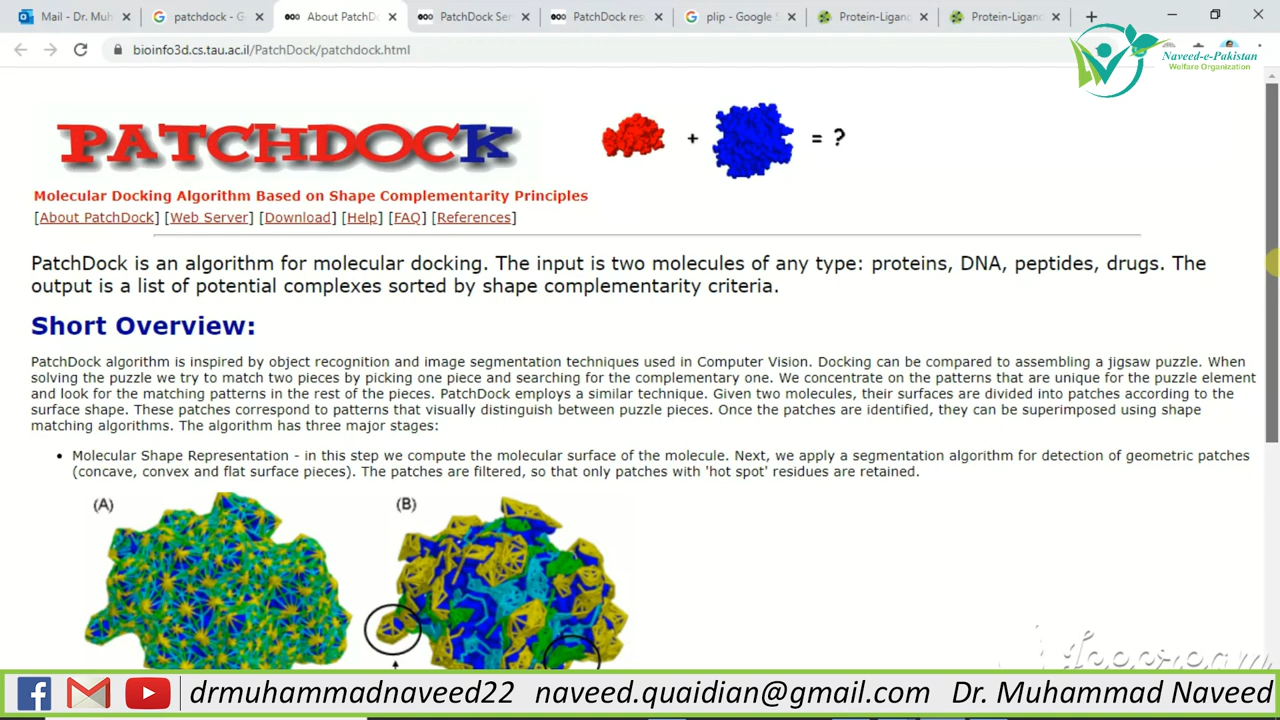 Mail - Dr. Muh
patchdock - G
About PatchDo
PatchDock Ser
PatchDock res
plip - Google S
Protein-Ligan
Protein-Ligand
bioinfo3d.cs.tau.ac.il/PatchDock/patchdock.html
Naveed-e-Pakistan
Welfare Organization
PATCHDOCK
+ = ?
Molecular Docking Algorithm Based on Shape Complementarity Principles
[About PatchDock] [Web Server] [Download] [Help] [FAQ] [References]
PatchDock is an algorithm for molecular docking. The input is two molecules of any type: proteins, DNA, peptides, drugs. The
output is a list of potential complexes sorted by shape complementarity criteria.
Short Overview:
PatchDock algorithm is inspired by object recognition and image segmentation techniques used in Computer Vision. Docking can be compared to assembling a jigsaw puzzle. When
solving the puzzle we try to match two pieces by picking one piece and searching for the complementary one. We concentrate on the patterns that are unique for the puzzle element
and look for the matching patterns in the rest of the pieces. PatchDock employs a similar technique. Given two molecules, their surfaces are divided into patches according to the
surface shape. These patches correspond to patterns that visually distinguish between puzzle pieces. Once the patches are identified, they can be superimposed using shape
matching algorithms. The algorithm has three major stages:
• Molecular Shape Representation - in this step we compute the molecular surface of the molecule. Next, we apply a segmentation algorithm for detection of geometric patches
(concave, convex and flat surface pieces). The patches are filtered, so that only patches with 'hot spot' residues are retained.
(A) (B)
drmuhammadnaveed22 naveed.quaidian@gmail.com Dr. Muhammad Naveed